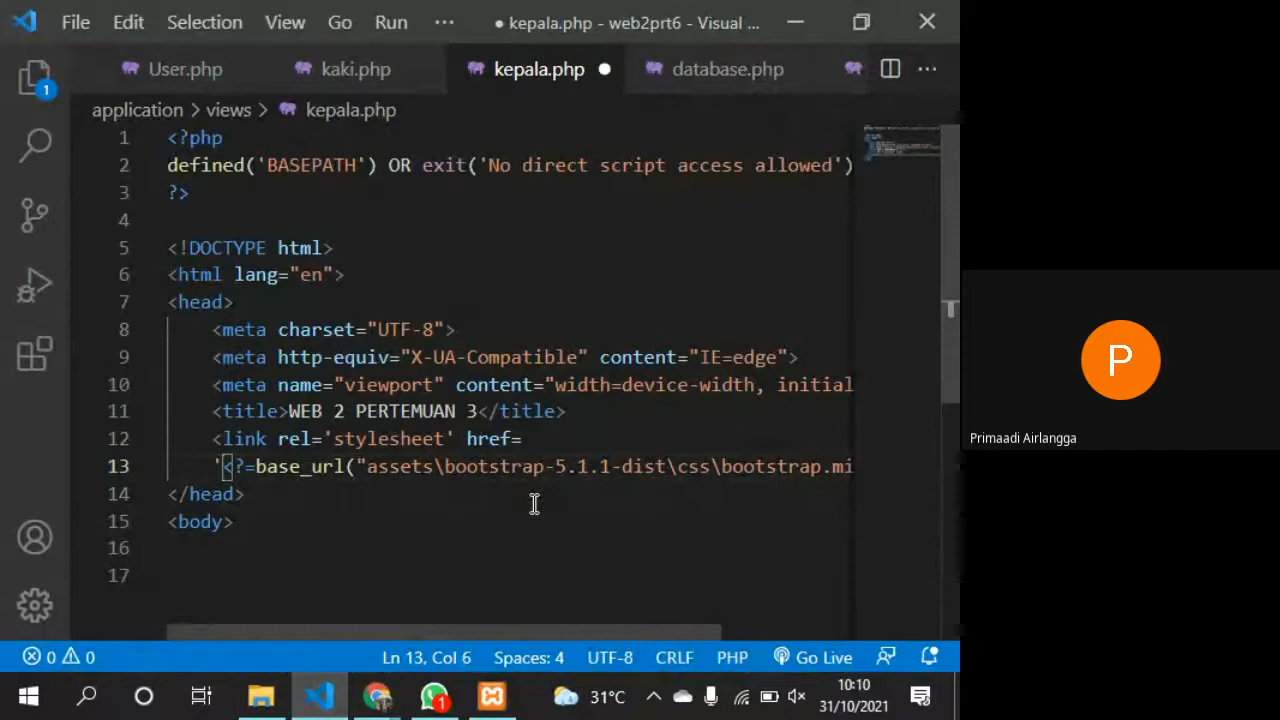 File Edit Selection View Go Run ··· ● kepala.php - web2prt6 - Visual ...
User.php kaki.php kepala.php ● database.php ···
1
application > views > kepala.php
1 <?php
2 defined('BASEPATH') OR exit('No direct script access allowed')
3 ?>
4
5 <!DOCTYPE html>
6 <html lang="en">
7 <head>
8 <meta charset="UTF-8">
9 <meta http-equiv="X-UA-Compatible" content="IE=edge">
10 <meta name="viewport" content="width=device-width, initial
11 <title>WEB 2 PERTEMUAN 3</title>
12 <link rel='stylesheet' href=
13 '<?=base_url("assets\bootstrap-5.1.1-dist\css\bootstrap.mi
14 </head>
15 <body>
16
17
P
Primaadi Airlangga
0 0 Ln 13, Col 6 Spaces: 4 UTF-8 CRLF PHP Go Live
1 31°C 10:10
31/10/2021